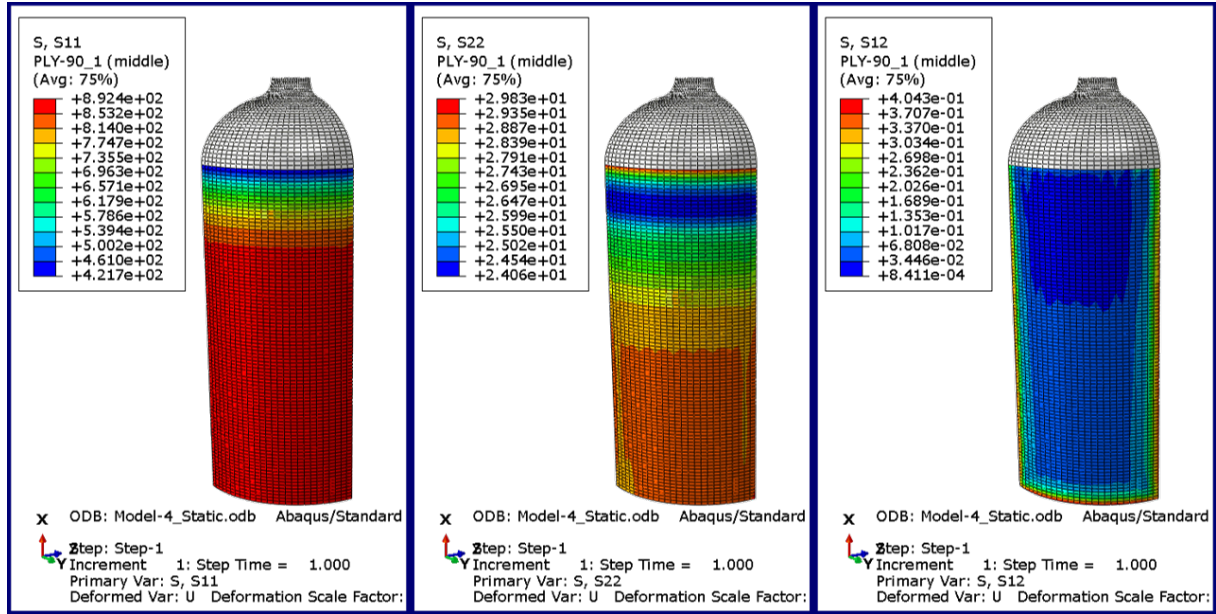 S, S11
PLY-90_1 (middle)
(Avg: 75%)
+8.924e+02
+8.532e+02
+8.140e+02
+7.747e+02
+7.355e+02
+6.963e+02
+6.571e+02
+6.179e+02
+5.786e+02
+5.394e+02
+5.002e+02
+4.610e+02
+4.217e+02
X
Z
Y
ODB: Model-4_Static.odb Abaqus/Standard
Step: Step-1
Increment 1: Step Time = 1.000
Primary Var: S, S11
Deformed Var: U Deformation Scale Factor:
S, S22
PLY-90_1 (middle)
(Avg: 75%)
+2.983e+01
+2.935e+01
+2.887e+01
+2.839e+01
+2.791e+01
+2.743e+01
+2.695e+01
+2.647e+01
+2.599e+01
+2.550e+01
+2.502e+01
+2.454e+01
+2.406e+01
X
Z
Y
ODB: Model-4_Static.odb Abaqus/Standard
Step: Step-1
Increment 1: Step Time = 1.000
Primary Var: S, S22
Deformed Var: U Deformation Scale Factor:
S, S12
PLY-90_1 (middle)
(Avg: 75%)
+4.043e-01
+3.707e-01
+3.370e-01
+3.034e-01
+2.698e-01
+2.362e-01
+2.026e-01
+1.689e-01
+1.353e-01
+1.017e-01
+6.808e-02
+3.446e-02
+8.411e-04
X
Z
Y
ODB: Model-4_Static.odb Abaqus/Standard
Step: Step-1
Increment 1: Step Time = 1.000
Primary Var: S, S12
Deformed Var: U Deformation Scale Factor: